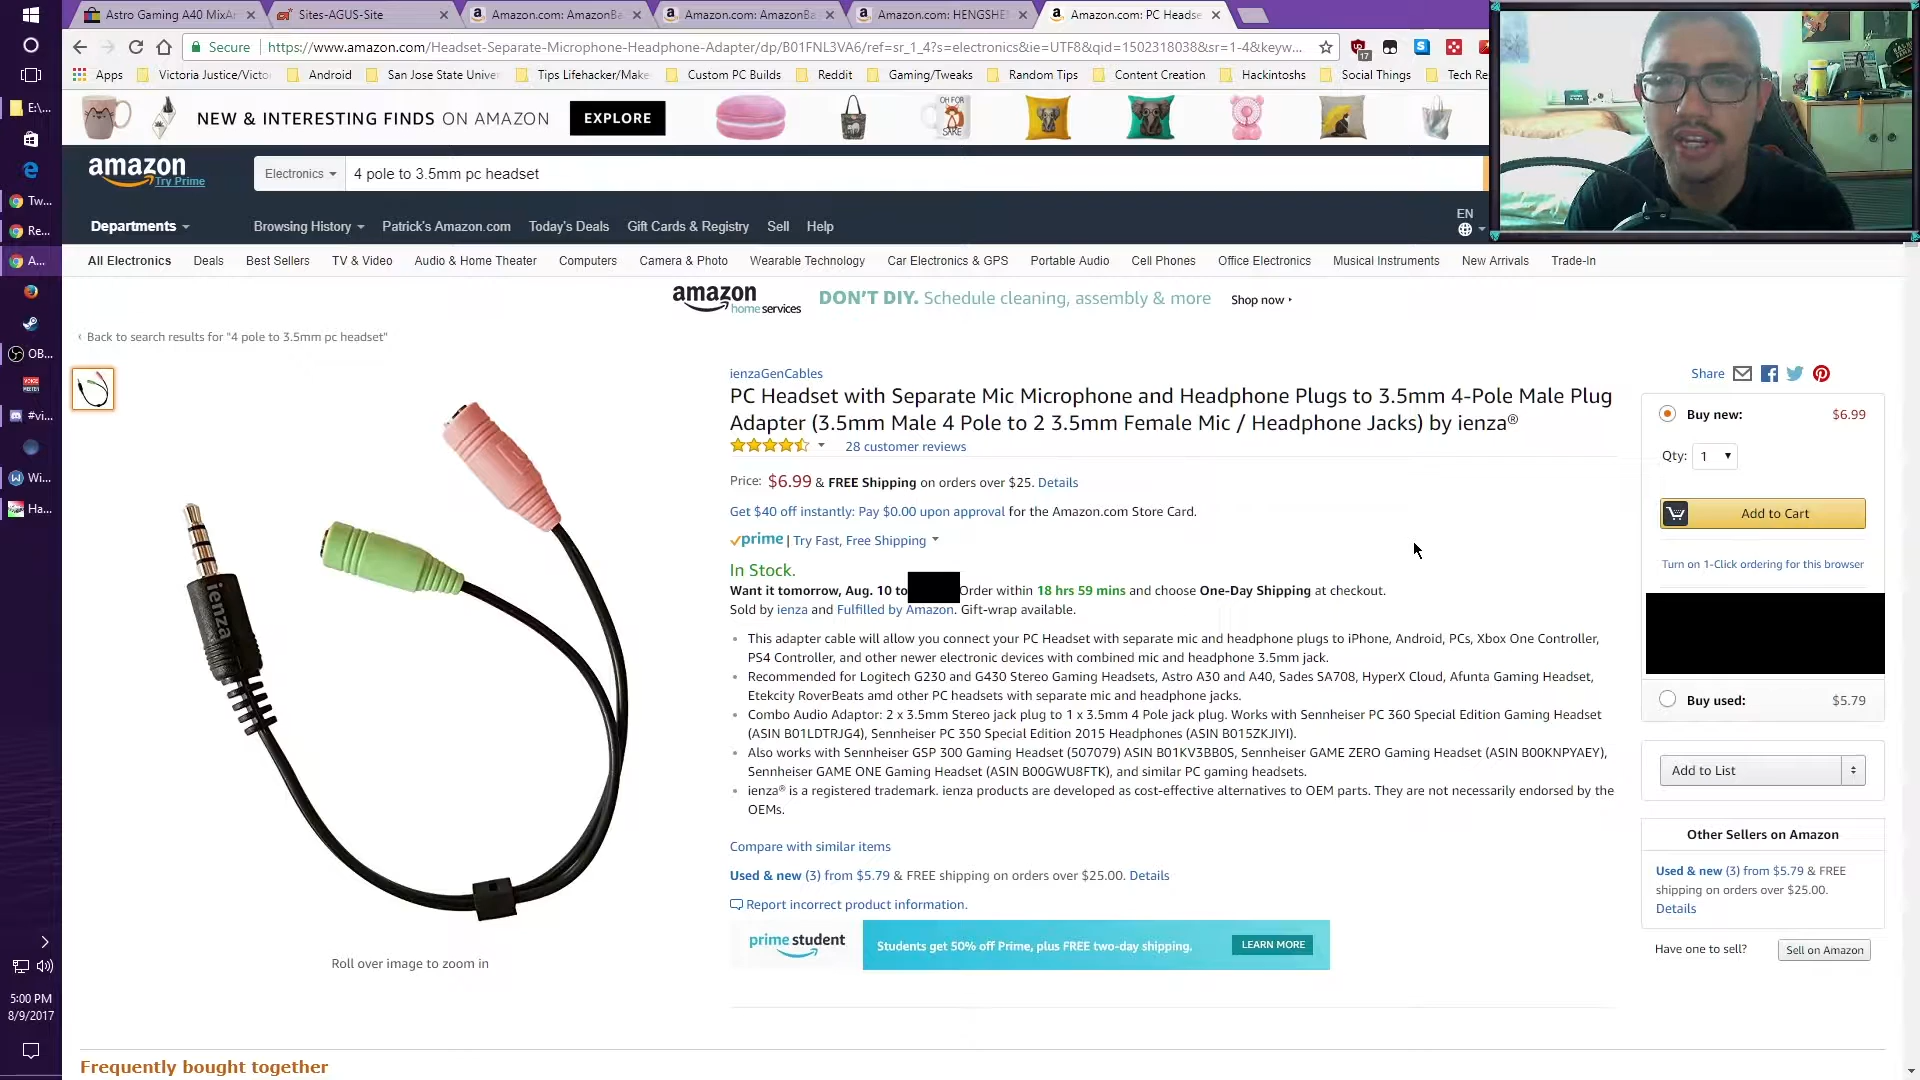 Astro Gaming A40 MixA
Sites-AGUS-Site
Amazon.com: AmazonBa
Amazon.com: AmazonBa
Amazon.com: HENGSHE
Amazon.com: PC Headse
Secure
https://www.amazon.com/Headset-Separate-Microphone-Headphone-Adapter/dp/B01FNL3VA6/ref=sr_1_4?s=electronics&ie=UTF8&qid=1502318038&sr=1-4&keyw...
17
Apps
Victoria Justice/Victo
Android
San Jose State Univer
Tips Lifehacker/Make
Custom PC Builds
Reddit
Gaming/Tweaks
Random Tips
Content Creation
Hackintoshs
Social Things
Tech Re
E:\...
Tw...
Re...
A...
OB...
#vi...
Wi...
Ha...
5:00 PM
8/9/2017
NEW & INTERESTING FINDS ON AMAZON
EXPLORE
OH FOR
SAKE
amazon
Try Prime
Electronics
4 pole to 3.5mm pc headset
Departments
Browsing History
Patrick's Amazon.com
Today's Deals
Gift Cards & Registry
Sell
Help
EN
All Electronics
Deals
Best Sellers
TV & Video
Audio & Home Theater
Computers
Camera & Photo
Wearable Technology
Car Electronics & GPS
Portable Audio
Cell Phones
Office Electronics
Musical Instruments
New Arrivals
Trade-In
amazon
home services
DON'T DIY. Schedule cleaning, assembly & more
Shop now
‹ Back to search results for "4 pole to 3.5mm pc headset"
ienza
Roll over image to zoom in
ienzaGenCables
PC Headset with Separate Mic Microphone and Headphone Plugs to 3.5mm 4-Pole Male Plug
Adapter (3.5mm Male 4 Pole to 2 3.5mm Female Mic / Headphone Jacks) by ienza®
28 customer reviews
Price: $6.99 & FREE Shipping on orders over $25. Details
Get $40 off instantly: Pay $0.00 upon approval for the Amazon.com Store Card.
prime | Try Fast, Free Shipping
In Stock.
Want it tomorrow, Aug. 10 to
Order within 18 hrs 59 mins and choose One-Day Shipping at checkout.
Sold by ienza and Fulfilled by Amazon. Gift-wrap available.
• This adapter cable will allow you connect your PC Headset with separate mic and headphone plugs to iPhone, Android, PCs, Xbox One Controller,
PS4 Controller, and other newer electronic devices with combined mic and headphone 3.5mm jack.
• Recommended for Logitech G230 and G430 Stereo Gaming Headsets, Astro A30 and A40, Sades SA708, HyperX Cloud, Afunta Gaming Headset,
Etekcity RoverBeats amd other PC headsets with separate mic and headphone jacks.
• Combo Audio Adaptor: 2 x 3.5mm Stereo jack plug to 1 x 3.5mm 4 Pole jack plug. Works with Sennheiser PC 360 Special Edition Gaming Headset
(ASIN B01LDTRJG4), Sennheiser PC 350 Special Edition 2015 Headphones (ASIN B015ZKJIYI).
• Also works with Sennheiser GSP 300 Gaming Headset (507079) ASIN B01KV3BB0S, Sennheiser GAME ZERO Gaming Headset (ASIN B00KNPYAEY),
Sennheiser GAME ONE Gaming Headset (ASIN B00GWU8FTK), and similar PC gaming headsets.
• ienza® is a registered trademark. ienza products are developed as cost-effective alternatives to OEM parts. They are not necessarily endorsed by the
OEMs.
Compare with similar items
Used & new (3) from $5.79 & FREE shipping on orders over $25.00. Details
Report incorrect product information.
prime student
Students get 50% off Prime, plus FREE two-day shipping.
LEARN MORE
Share
Buy new:
$6.99
Qty: 1
Add to Cart
Turn on 1-Click ordering for this browser
Buy used:
$5.79
Add to List
Other Sellers on Amazon
Used & new (3) from $5.79 & FREE
shipping on orders over $25.00.
Details
Have one to sell?
Sell on Amazon
Frequently bought together